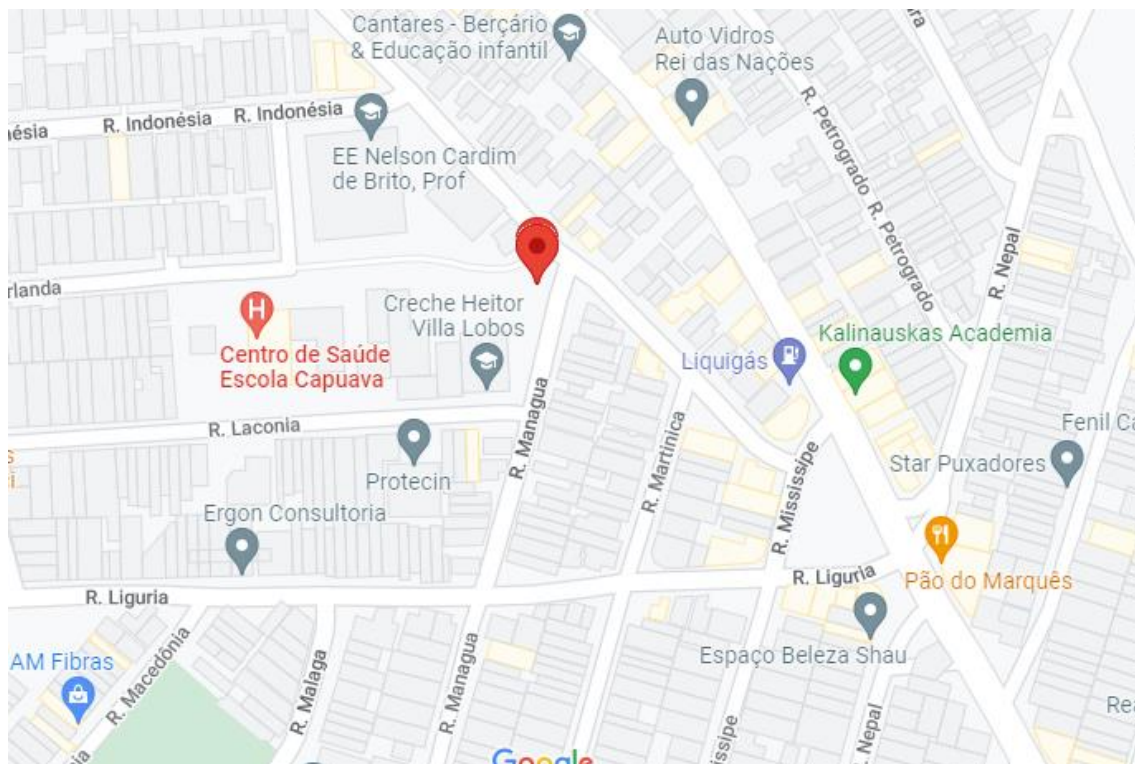 Cantares - Berçário
& Educação infantil
Auto Vidros
Rei das Nações
R. Indonésia
R. Indonésia
R. Petrogrado
R. Petrogrado
EE Nelson Cardim
de Brito, Prof
R. Nepal
Creche Heitor
Villa Lobos
Kalinauskas Academia
H
Centro de Saúde
Escola Capuava
Liquigás
R. Laconia
R. Managua
R. Martinica
R. Mississipe
Star Puxadores
Protecin
Ergon Consultoria
R. Liguria
Pão do Marquês
R. Liguria
AM Fibras
R. Macedônia
R. Malaga
R. Managua
Espaço Beleza Shau
Nepal
Google